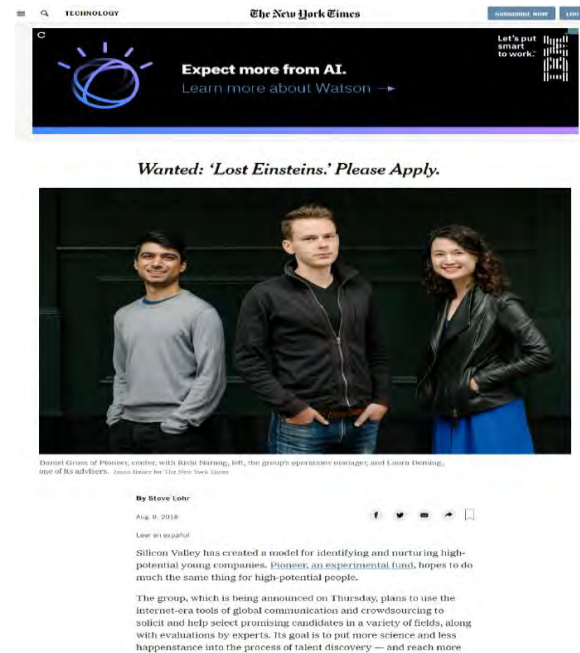 TECHNOLOGY
The New York Times
SUBSCRIBE NOW
Let's put
smart
to work.
Expect more from AI.
Learn more about Watson →
Wanted: ‘Lost Einsteins.’ Please Apply.
Daniel Gross of Pioneer, center, with Rishi Narang, left, the group's operations manager, and Laura Deming,
one of its advisers. for The New York Times
By Steve Lohr
Aug. 9, 2018
Leer en español
Silicon Valley has created a model for identifying and nurturing high-
potential young companies. Pioneer, an experimental fund, hopes to do
much the same thing for high-potential people.
The group, which is being announced on Thursday, plans to use the
internet-era tools of global communication and crowdsourcing to
solicit and help select promising candidates in a variety of fields, along
with evaluations by experts. Its goal is to put more science and less
happenstance into the process of talent discovery — and reach more